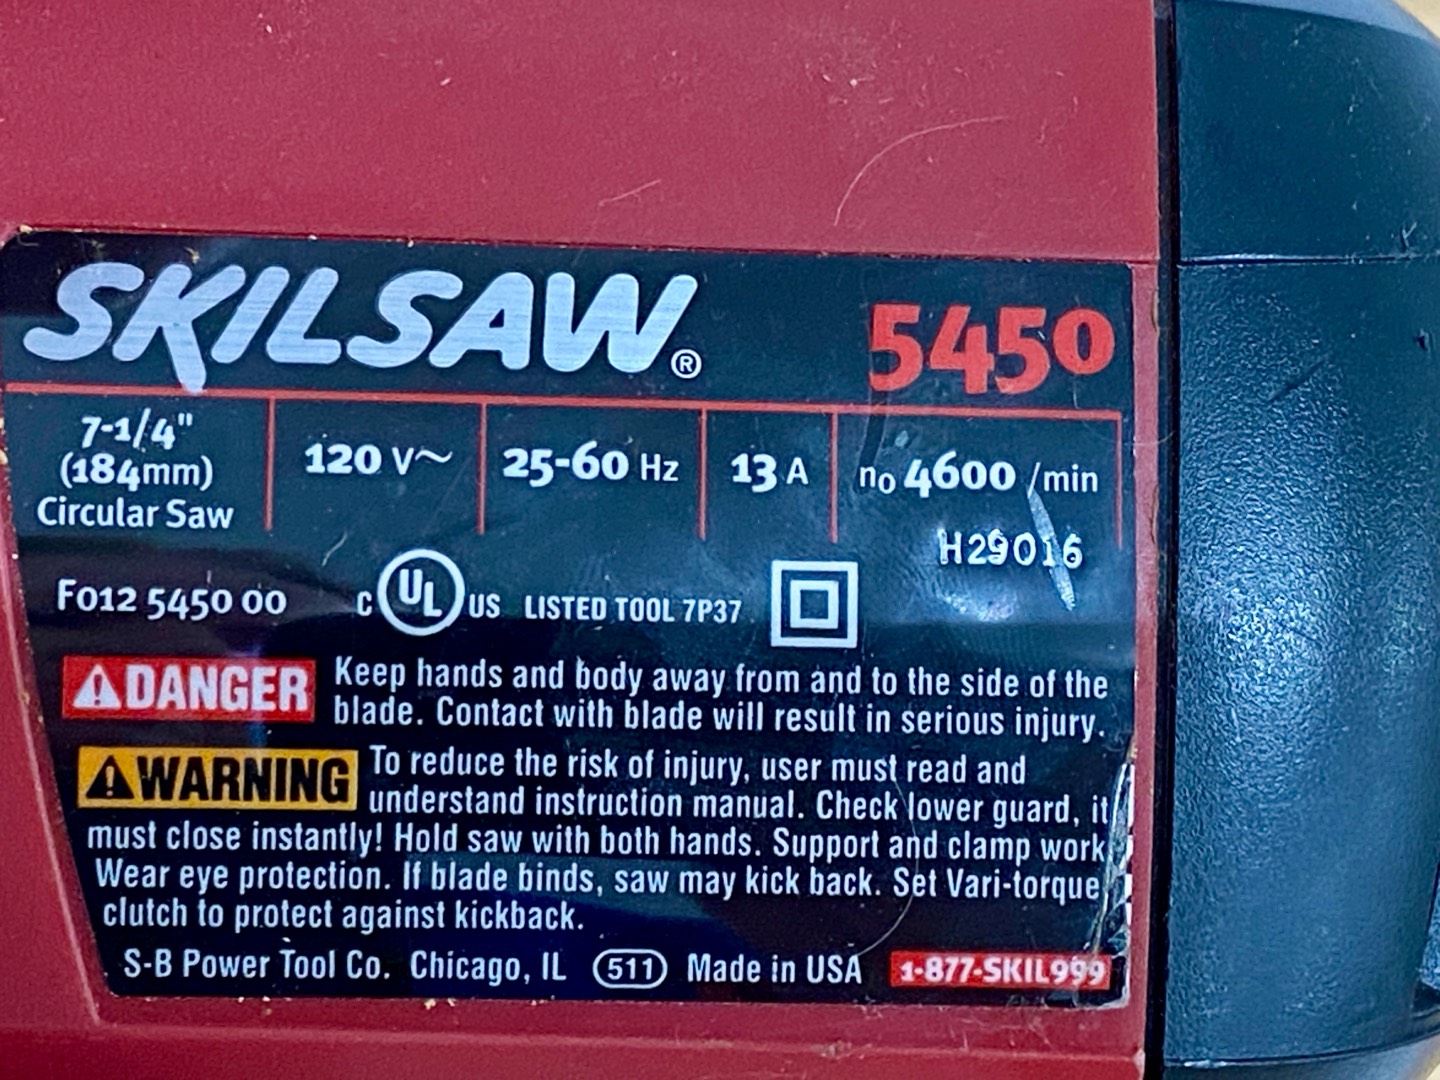 SKILSAW® 5450
7-1/4"
(184mm)
Circular Saw
120 V~
25-60 Hz
13 A
no 4600 /min
H29016
F012 5450 00
C UL US LISTED TOOL 7P37
DANGER Keep hands and body away from and to the side of the
blade. Contact with blade will result in serious injury.
WARNING To reduce the risk of injury, user must read and
understand instruction manual. Check lower guard, it
must close instantly! Hold saw with both hands. Support and clamp work
Wear eye protection. If blade binds, saw may kick back. Set Vari-torque
clutch to protect against kickback.
S-B Power Tool Co. Chicago, IL 511 Made in USA 1-877-SKIL999